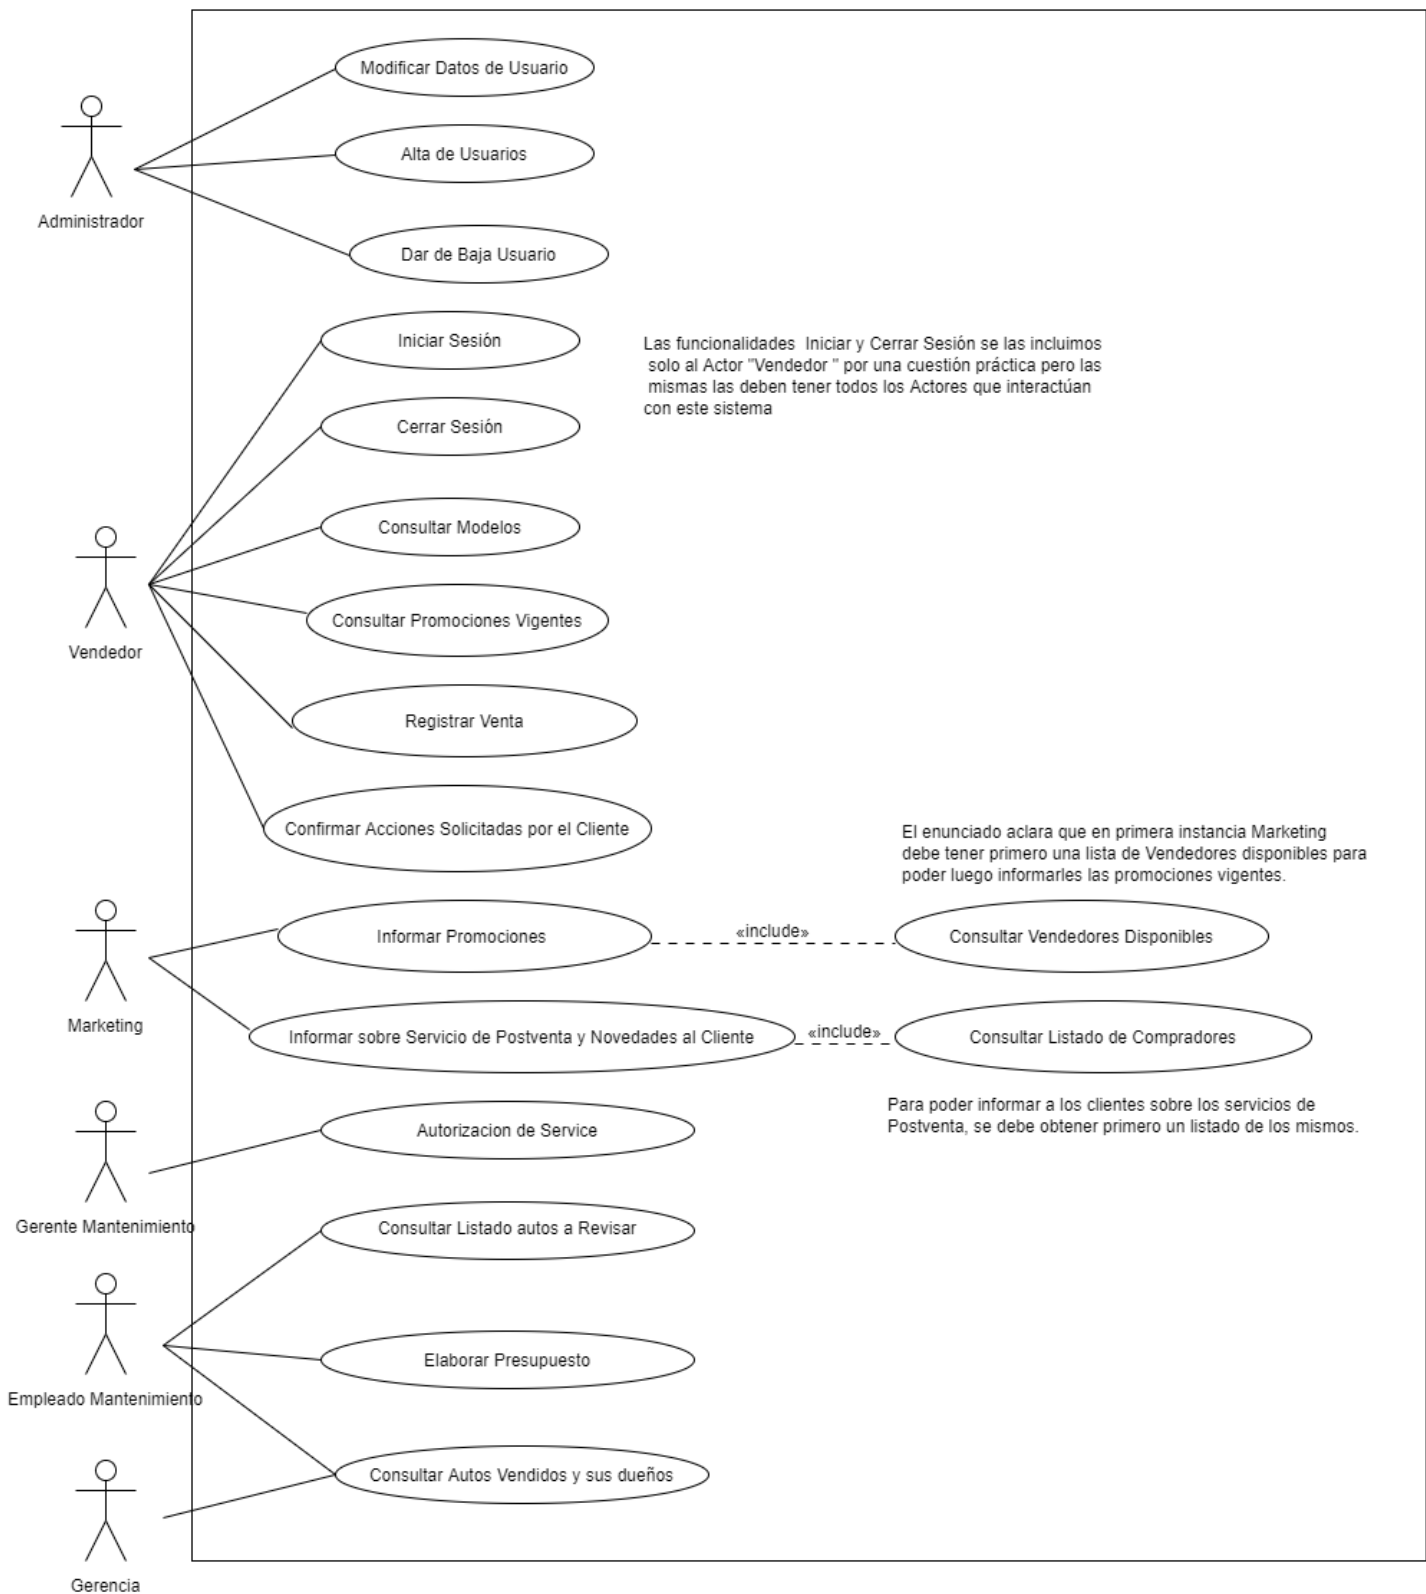 Modificar Datos de Usuario
Alta de Usuarios
Administrador
Dar de Baja Usuario
Iniciar Sesión
Las funcionalidades  Iniciar y Cerrar Sesión se las incluimos
solo al Actor "Vendedor " por una cuestión práctica pero las
mismas las deben tener todos los Actores que interactúan
con este sistema
Cerrar Sesión
Consultar Modelos
Consultar Promociones Vigentes
Vendedor
Registrar Venta
Confirmar Acciones Solicitadas por el Cliente
El enunciado aclara que en primera instancia Marketing
debe tener primero una lista de Vendedores disponibles para
poder luego informarles las promociones vigentes.
Informar Promociones
«include»
Consultar Vendedores Disponibles
Marketing
Informar sobre Servicio de Postventa y Novedades al Cliente
«include»
Consultar Listado de Compradores
Para poder informar a los clientes sobre los servicios de
Postventa, se debe obtener primero un listado de los mismos.
Autorizacion de Service
Gerente Mantenimiento
Consultar Listado autos a Revisar
Elaborar Presupuesto
Empleado Mantenimiento
Consultar Autos Vendidos y sus dueños
Gerencia